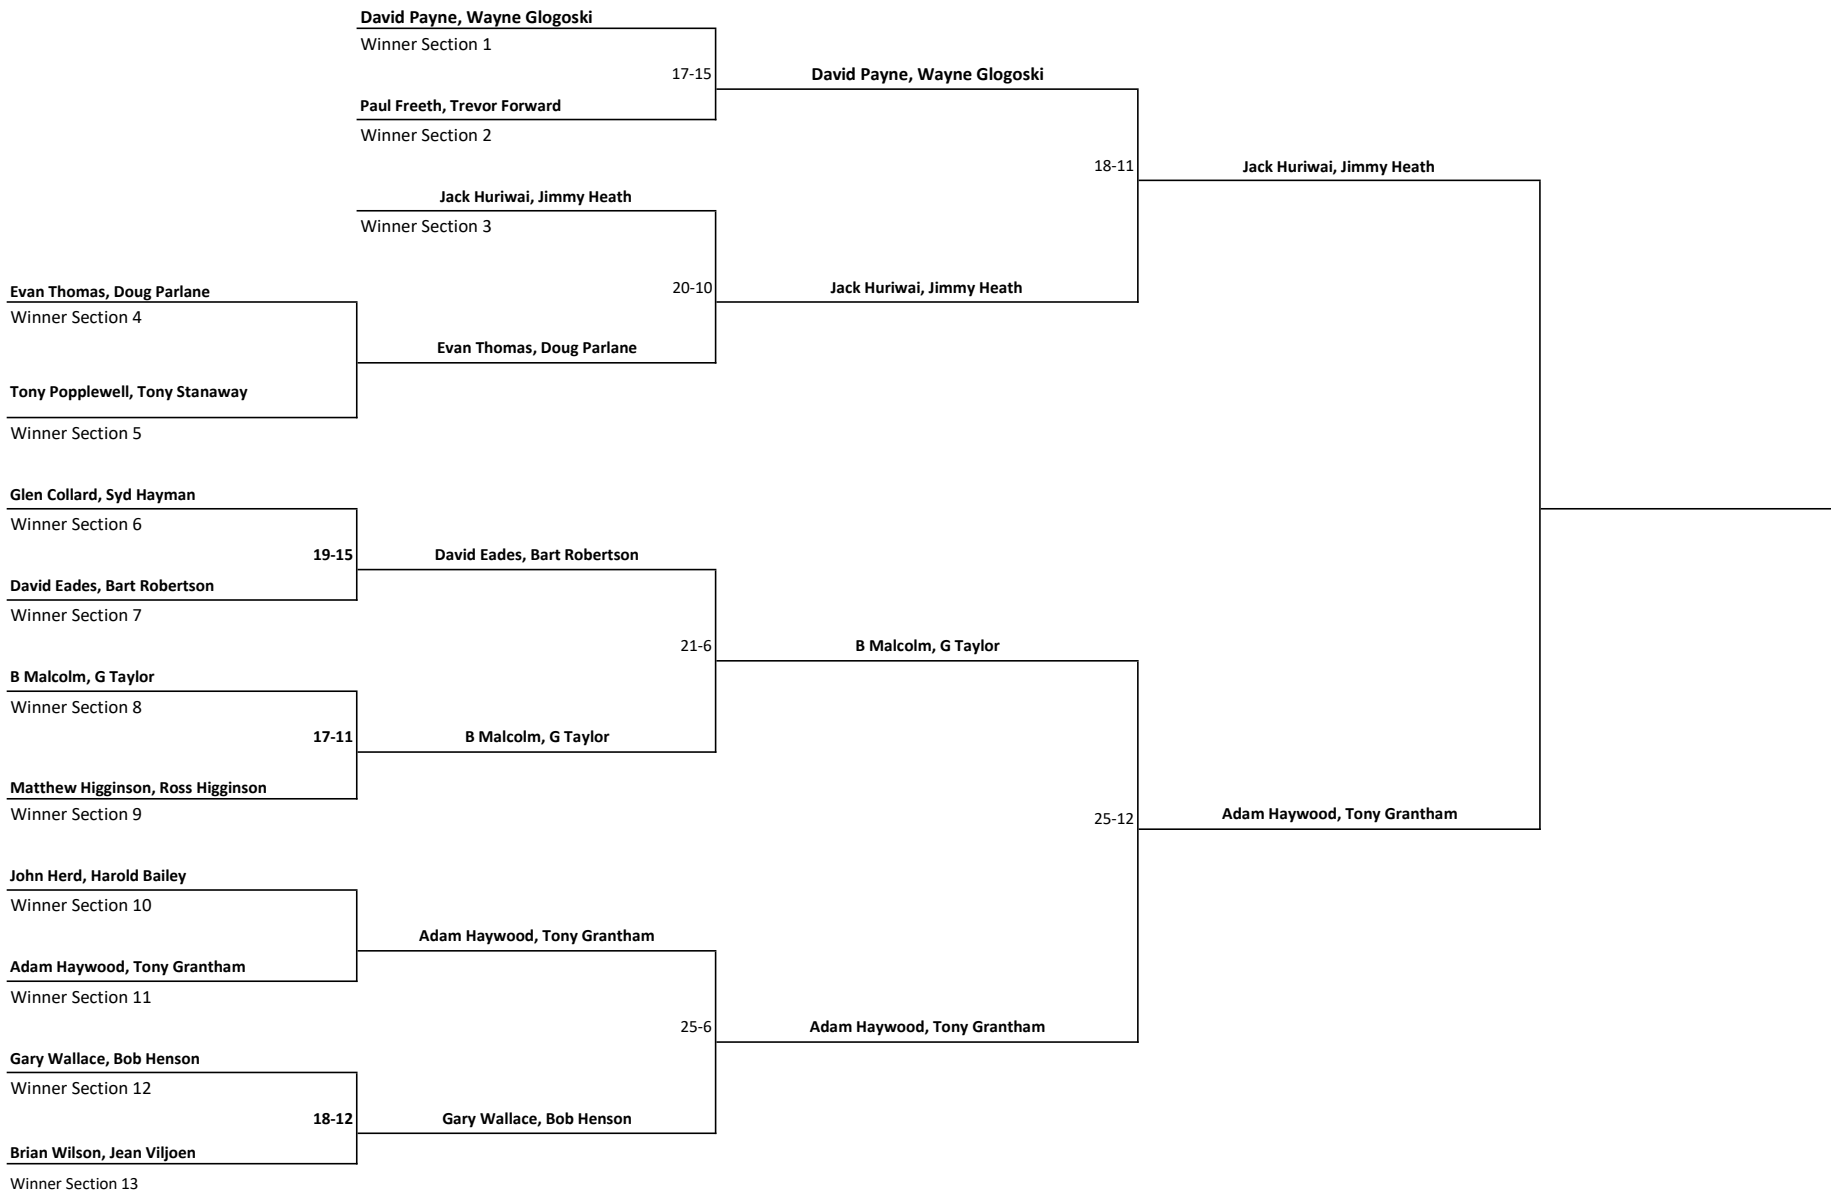 David Payne, Wayne Glogoski
Winner Section 1
17-15
David Payne, Wayne Glogoski
Paul Freeth, Trevor Forward
Winner Section 2
18-11
Jack Huriwai, Jimmy Heath
Jack Huriwai, Jimmy Heath
Winner Section 3
Evan Thomas, Doug Parlane
20-10
Jack Huriwai, Jimmy Heath
Winner Section 4
Evan Thomas, Doug Parlane
Tony Popplewell, Tony Stanaway
Winner Section 5
Glen Collard, Syd Hayman
Winner Section 6
19-15
David Eades, Bart Robertson
David Eades, Bart Robertson
Winner Section 7
21-6
B Malcolm, G Taylor
B Malcolm, G Taylor
Winner Section 8
17-11
B Malcolm, G Taylor
Matthew Higginson, Ross Higginson
Winner Section 9
25-12
Adam Haywood, Tony Grantham
John Herd, Harold Bailey
Winner Section 10
Adam Haywood, Tony Grantham
Adam Haywood, Tony Grantham
Winner Section 11
25-6
Adam Haywood, Tony Grantham
Gary Wallace, Bob Henson
Winner Section 12
18-12
Gary Wallace, Bob Henson
Brian Wilson, Jean Viljoen
Winner Section 13